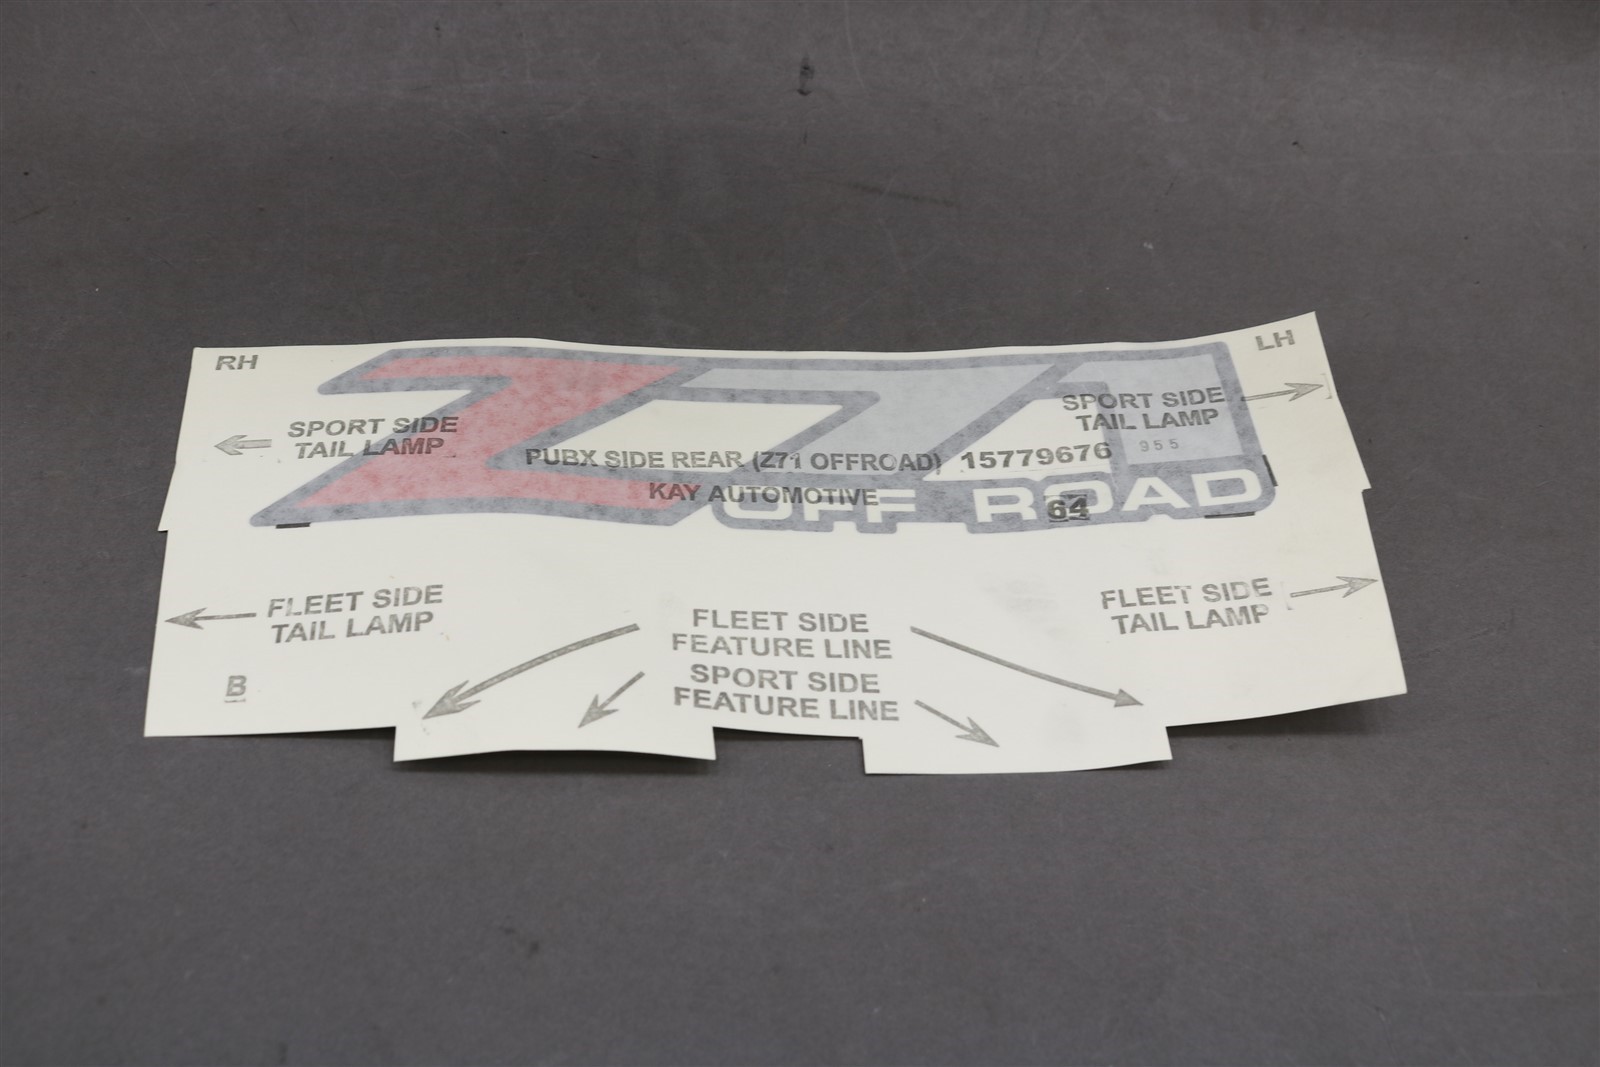 RH
LH
Z71
SPORT SIDE
TAIL LAMP
SPORT SIDE
TAIL LAMP
955
PUBX SIDE REAR (Z71 OFFROAD) 15779676
KAY AUTOMOTIVE
OFF ROAD
64
FLEET SIDE
TAIL LAMP
FLEET SIDE
TAIL LAMP
FLEET SIDE
FEATURE LINE
SPORT SIDE
FEATURE LINE
B